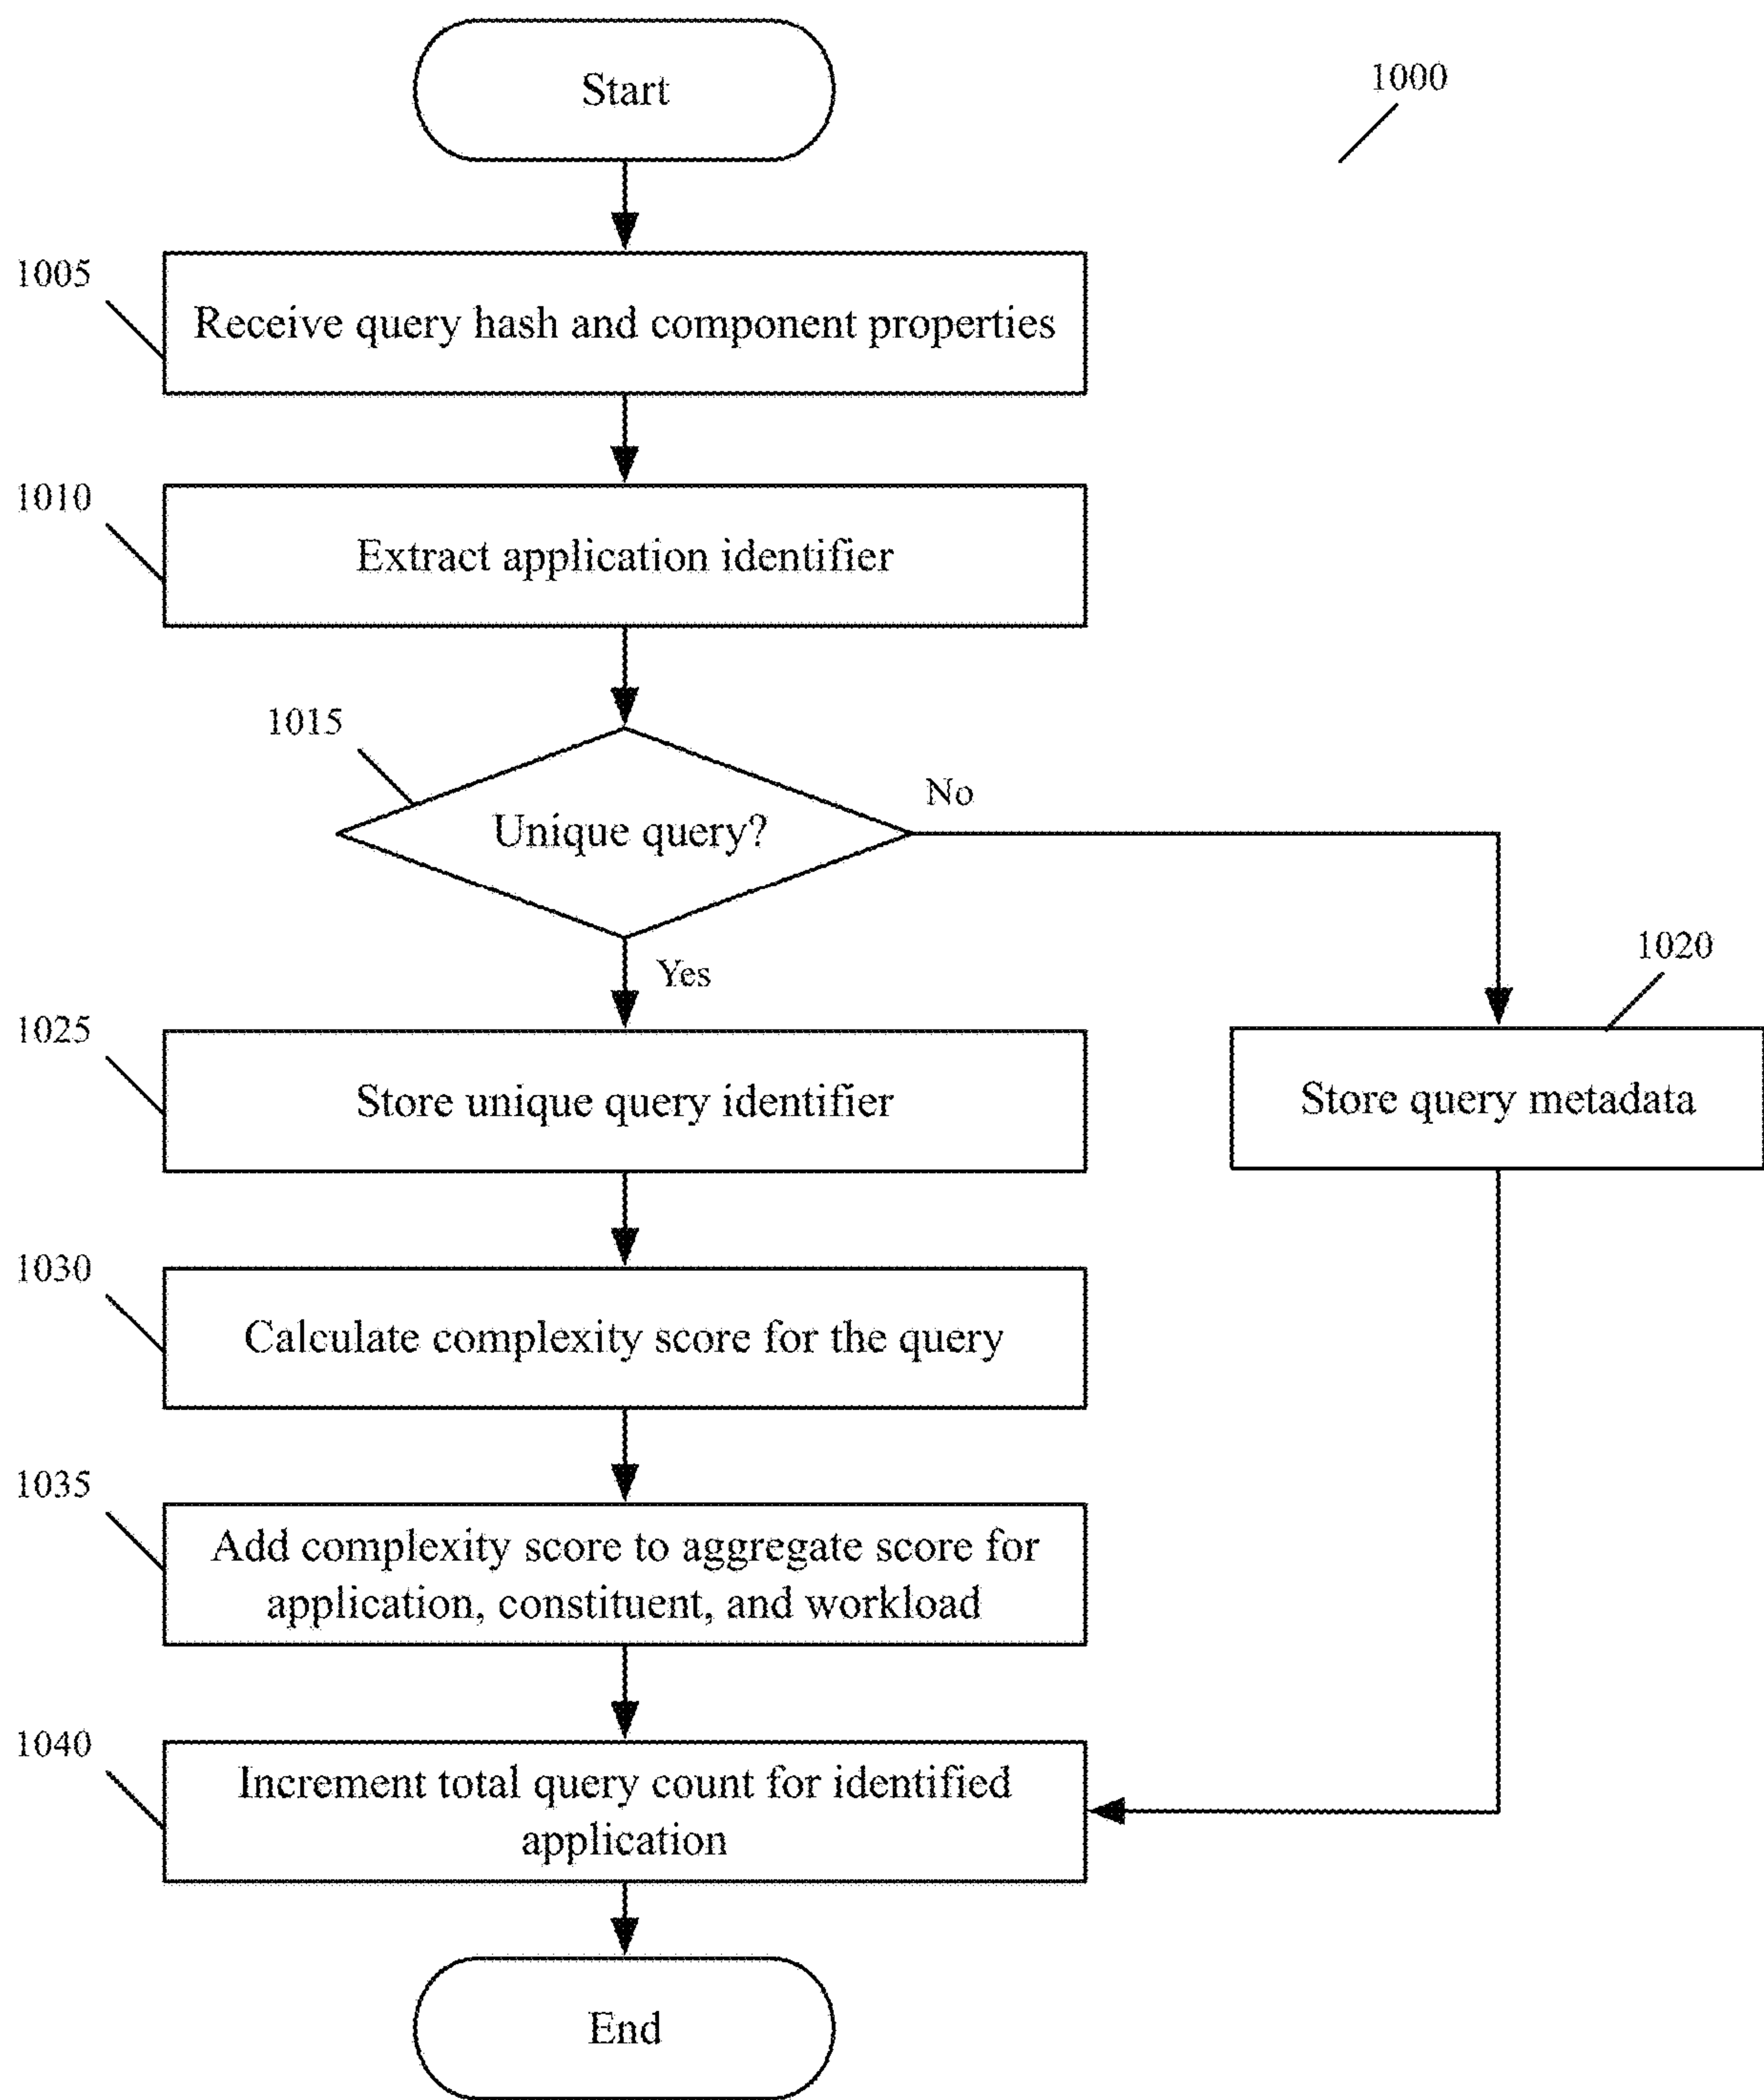 Start
1000
1005
Receive query hash and component properties
1010
Extract application identifier
1015
Unique query?
No
Yes
1020
1025
Store unique query identifier
Store query metadata
1030
Calculate complexity score for the query
1035
Add complexity score to aggregate score for
application, constituent, and workload
1040
Increment total query count for identified
application
End